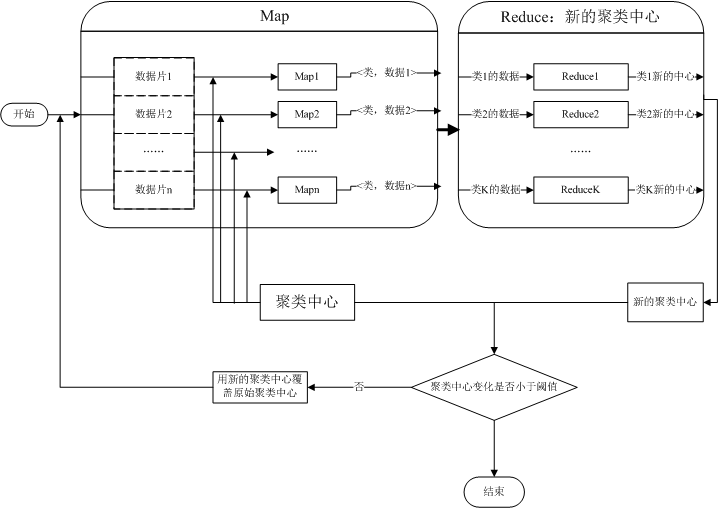 Map
Reduce：新的聚类中心
开始
数据片1
Map1
<类，数据1>
类1的数据
Reduce1
类1新的中心
数据片2
Map2
<类，数据2>
类2的数据
Reduce2
类2新的中心
……
……
……
数据片n
Mapn
<类，数据n>
类K的数据
ReduceK
类K新的中心
聚类中心
新的聚类中心
用新的聚类中心覆
盖原始聚类中心
否
聚类中心变化是否小于阈值
结束